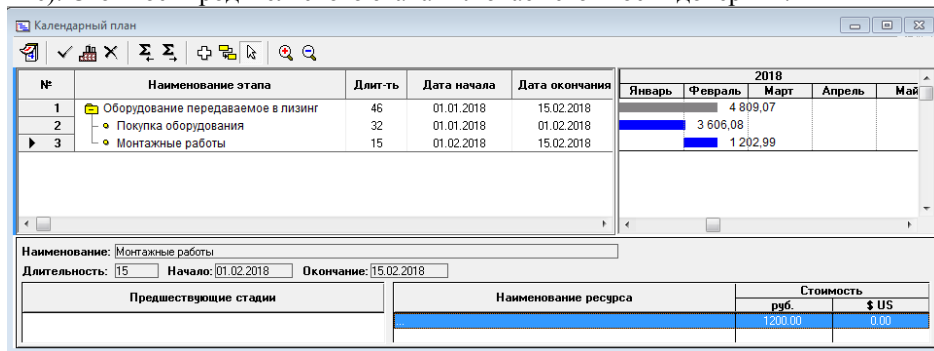 Календарный план
№ Наименование этапа Длит-ть Дата начала Дата окончания
2018
Январь Февраль Март Апрель Май
1 Оборудование передаваемое в лизинг 46 01.01.2018 15.02.2018 4 809,07
2 Покупка оборудования 32 01.01.2018 01.02.2018 3 606,08
3 Монтажные работы 15 01.02.2018 15.02.2018 1 202,99
Наименование: Монтажные работы
Длительность: 15 Начало: 01.02.2018 Окончание: 15.02.2018
Предшествующие стадии Наименование ресурса Стоимость
руб. $ US
... 1200.00 0.00